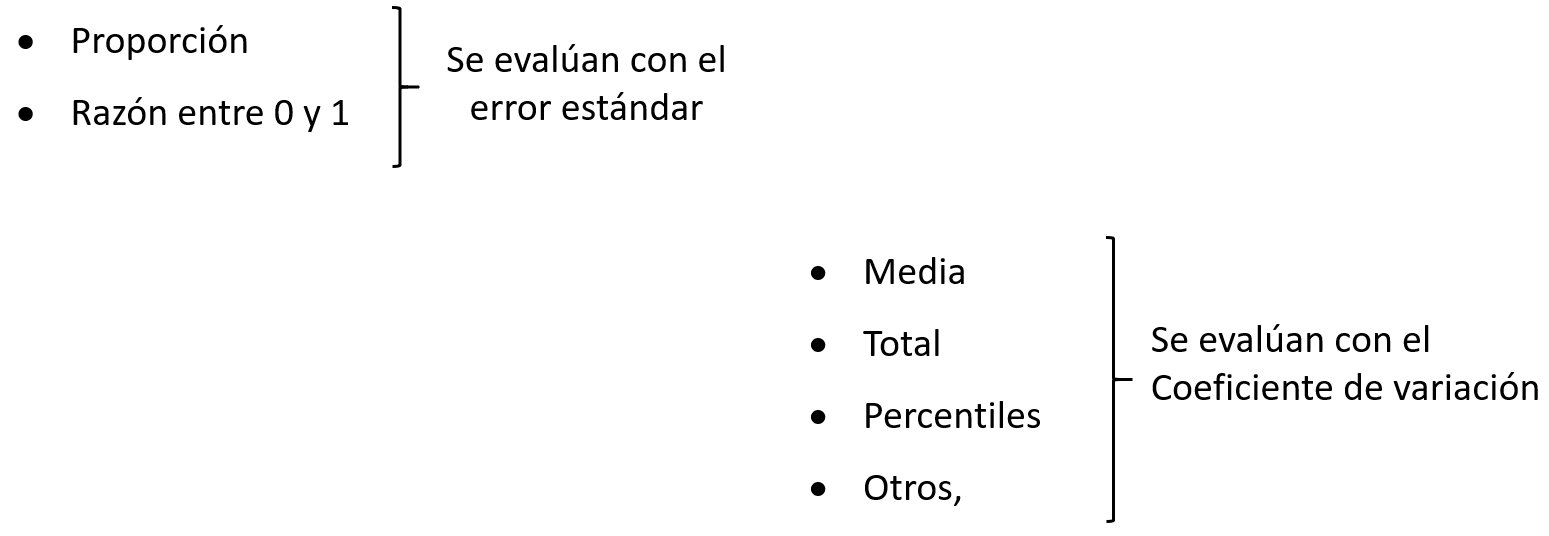 • Proporción
• Razón entre 0 y 1
Se evalúan con el
error estándar
• Media
• Total
• Percentiles
• Otros,
Se evalúan con el
Coeficiente de variación